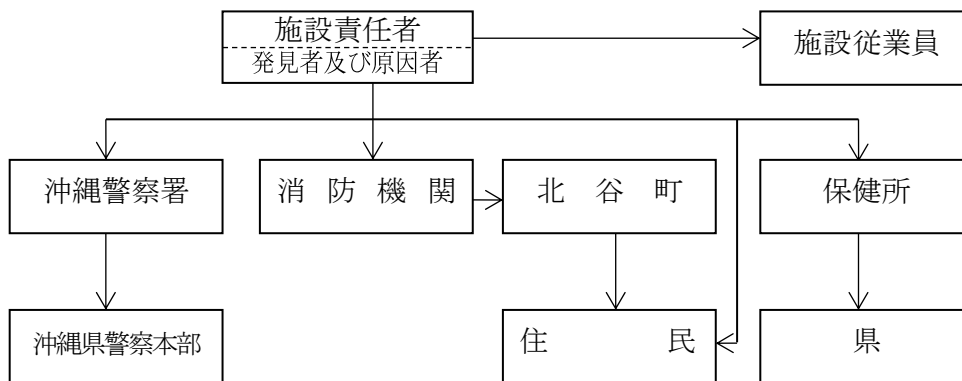 施設責任者
発見者及び原因者
施設従業員
沖縄警察署
消防機関
北谷町
保健所
沖縄県警察本部
住民
県